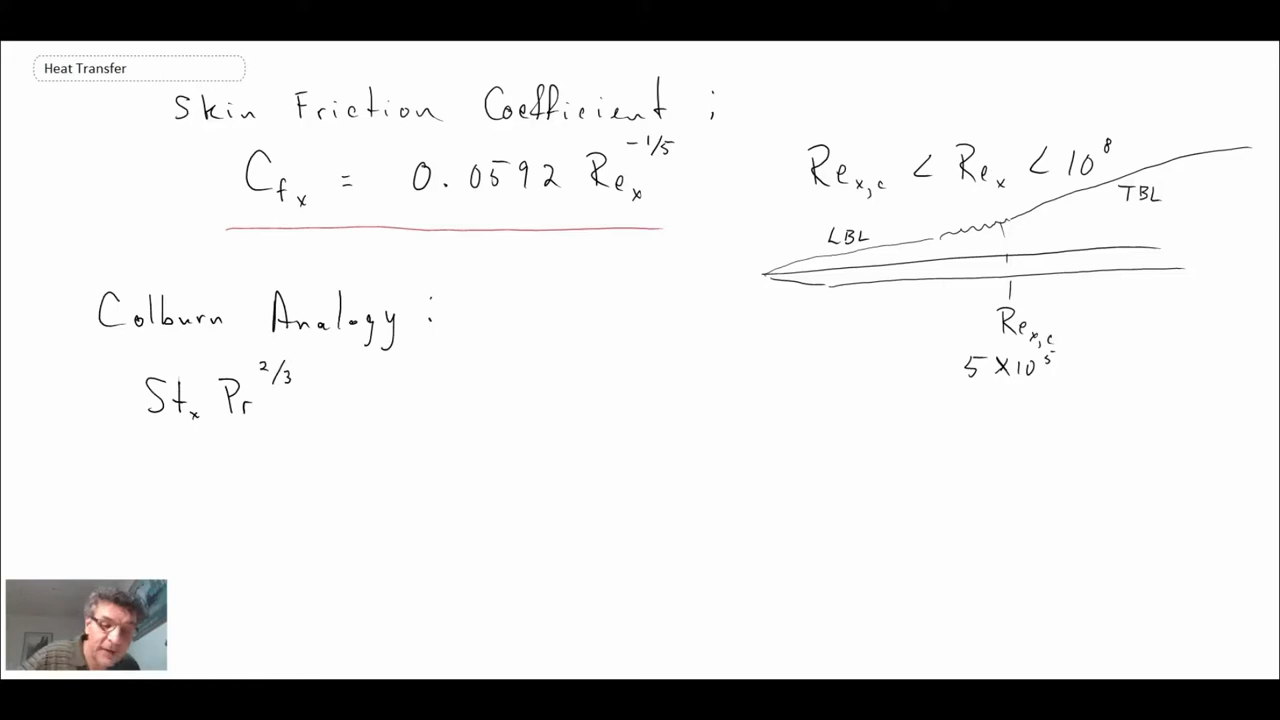 Heat Transfer
Skin Friction Coefficient ;
C_fx = 0.0592 Re_x^-1/5
Re_x,c < Re_x < 10^8
TBL
LBL
Colburn Analogy :
Re_x,c
5 × 10^5
St_x Pr^2/3